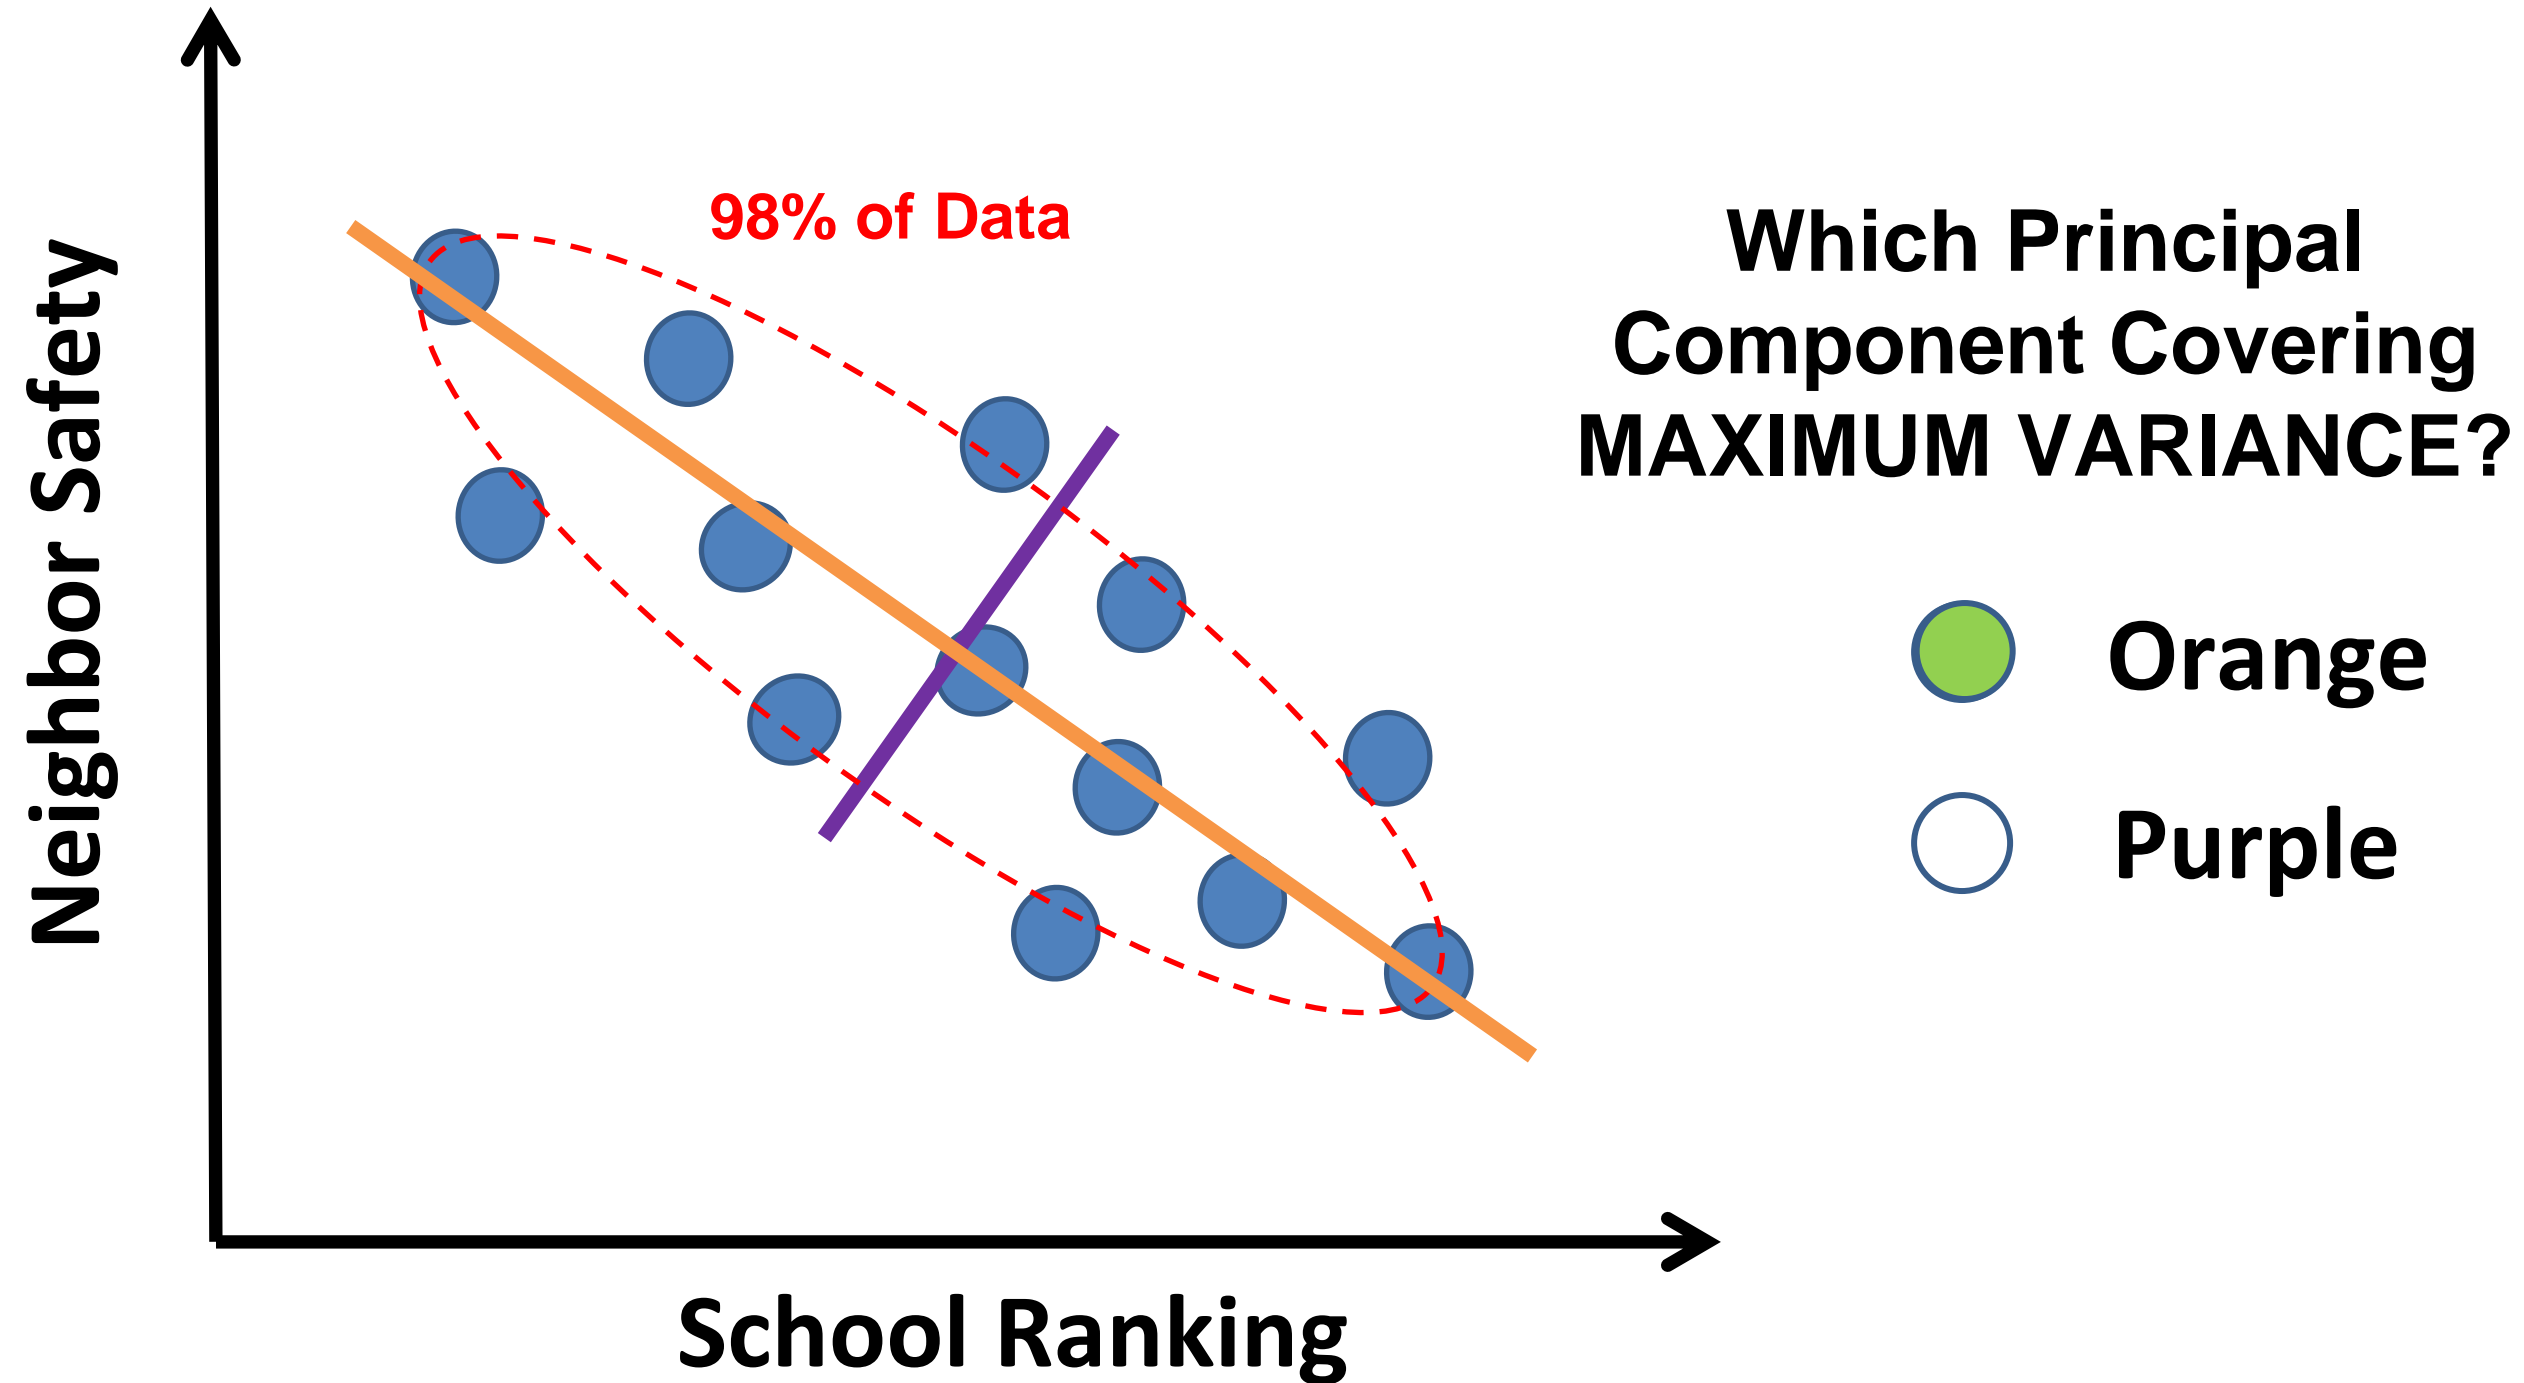 Neighbor Safety
98% of Data
School Ranking
Which Principal
Component Covering
MAXIMUM VARIANCE?
Orange
Purple